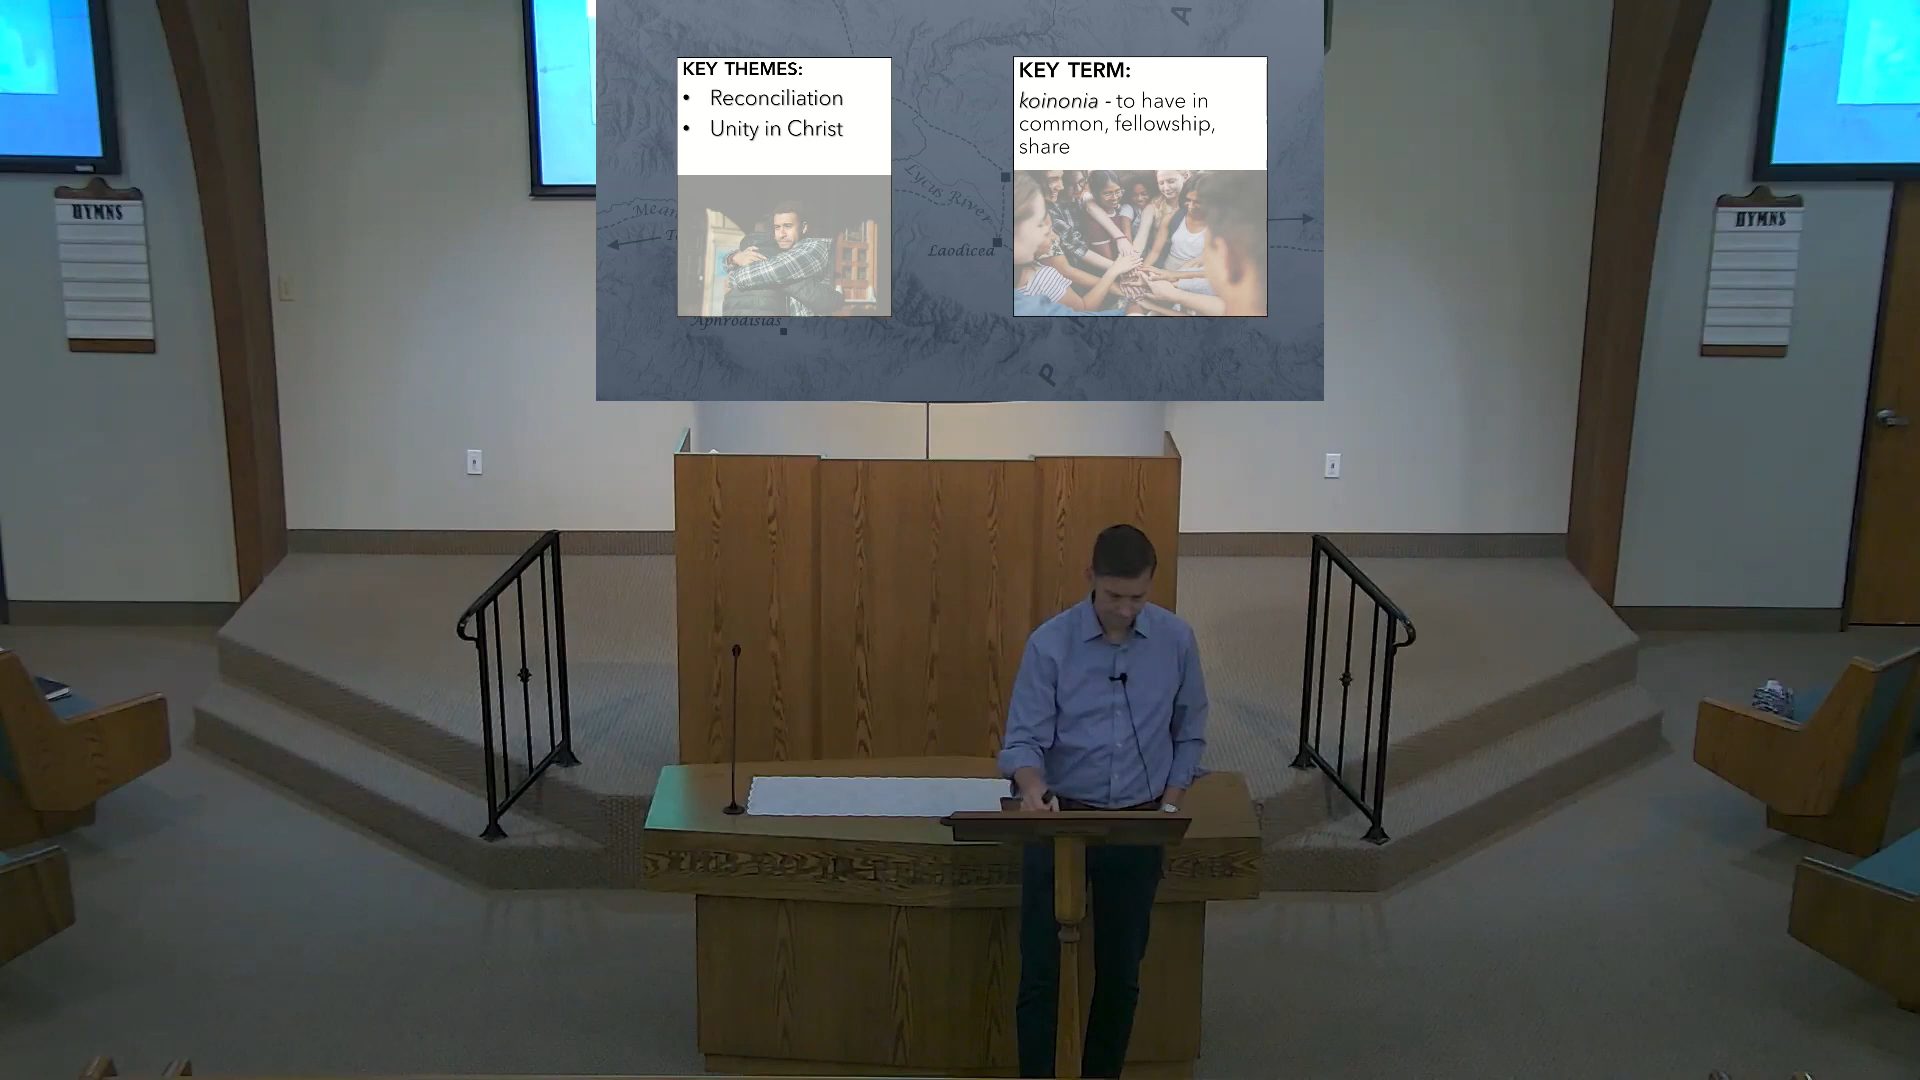 KEY THEMES:
• Reconciliation
• Unity in Christ
KEY TERM:
koinonia - to have in
common, fellowship,
share
Lycus River
Laodicea
Aphrodisias
HYMNS
HYMNS